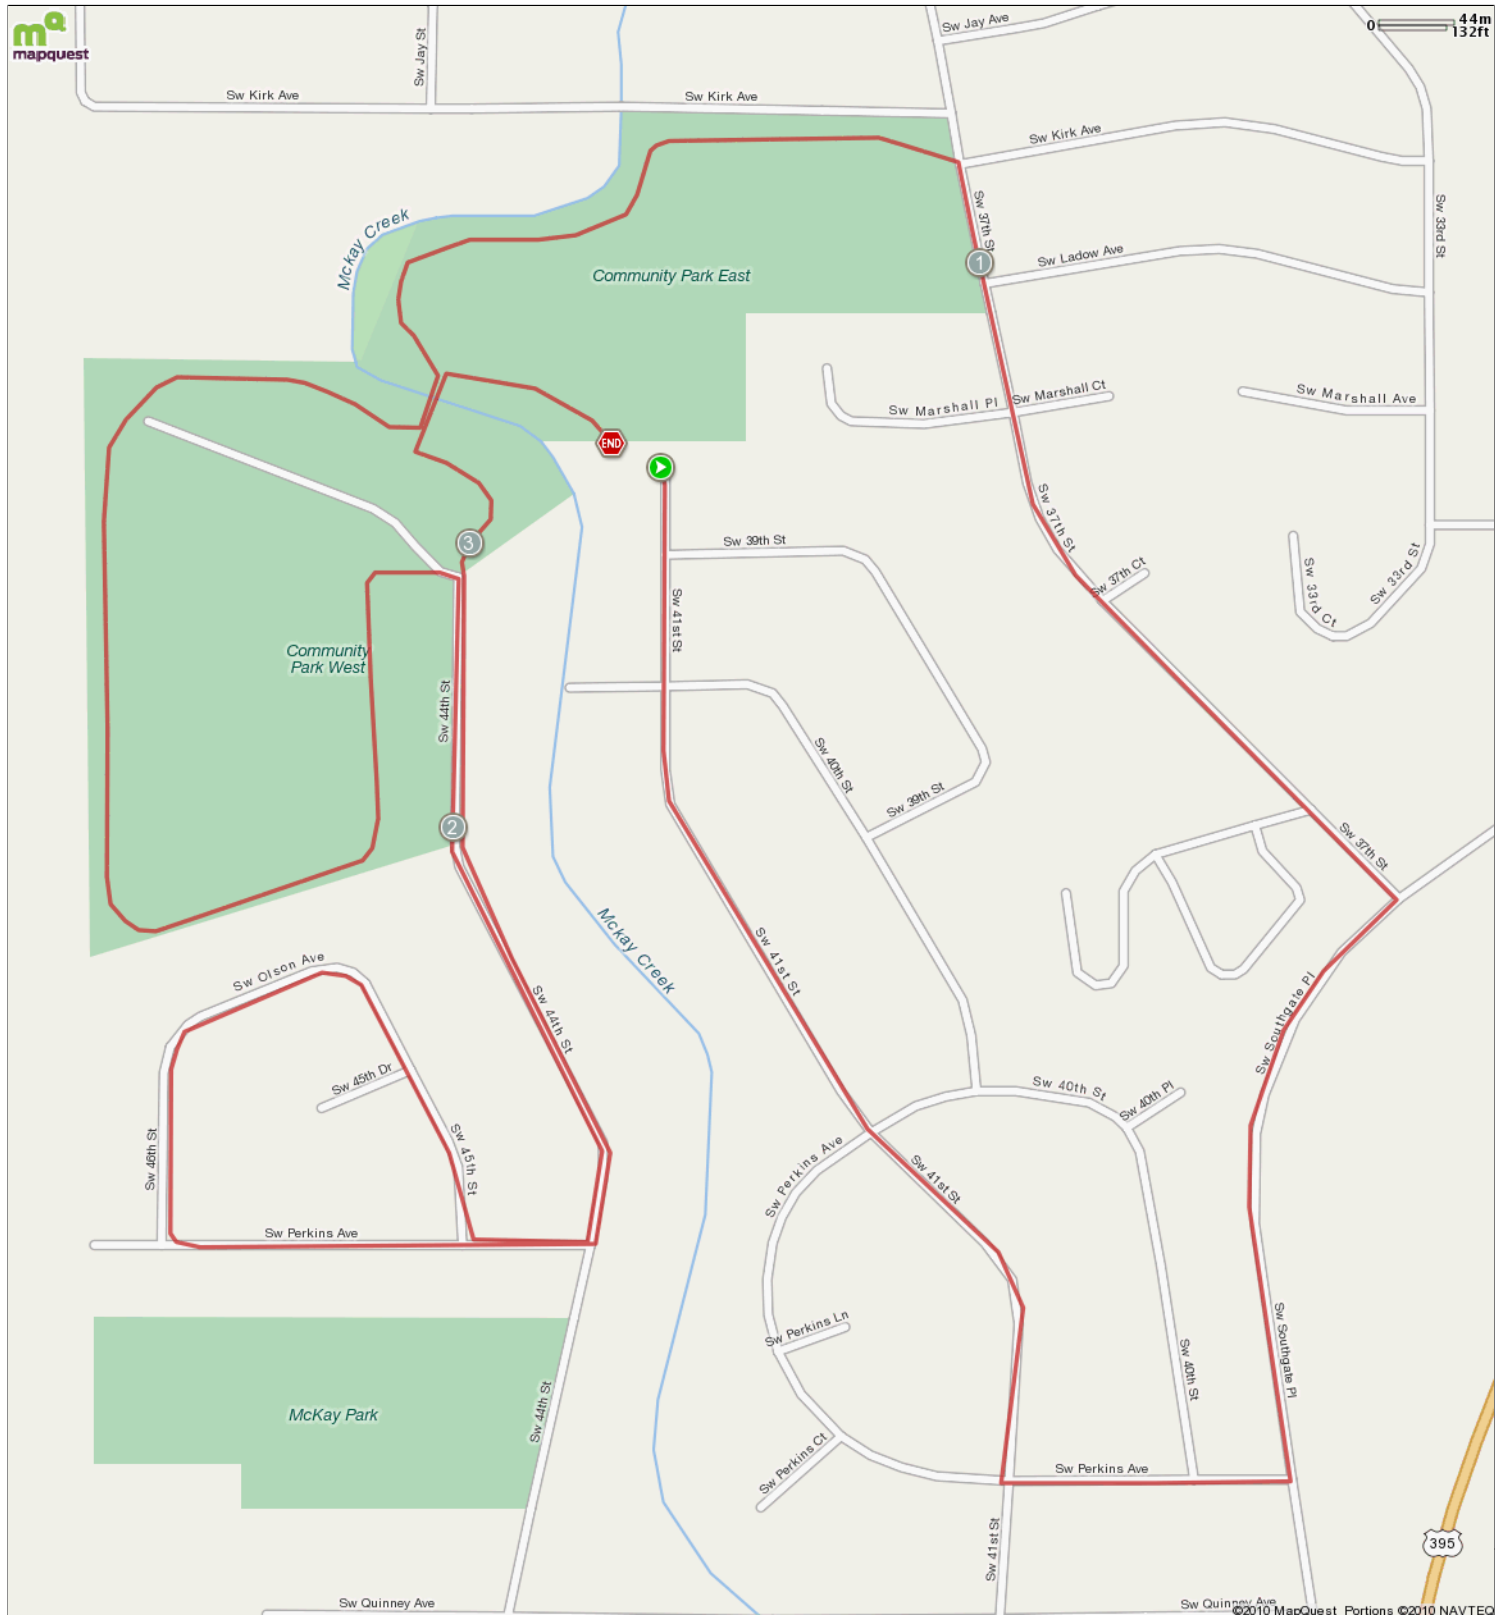 mapquest
0
44m
132ft
Sw Jay Ave
Sw Jay St
Sw Kirk Ave
Sw Kirk Ave
Sw Kirk Ave
Sw 37th St
Sw 33rd St
Mckay Creek
Community Park East
1
Sw Ladow Ave
Sw Marshall Pl
Sw Marshall Ct
Sw Marshall Ave
END
Sw 37th St
3
Sw 39th St
Sw 37th Ct
Sw 33rd Ct
Sw 33rd St
Sw 41st St
Community
Park West
Sw 44th St
Sw 40th St
Sw 39th St
2
Sw 37th St
Mckay Creek
Sw 41st St
Sw Olson Ave
Sw 44th St
Sw Southgate Pl
Sw 45th Dr
Sw 40th St
Sw 40th Pl
Sw 46th St
Sw 45th St
Sw Perkins Ave
Sw 41st St
Sw Perkins Ave
Sw Perkins Ln
Sw Southgate Pl
Sw 40th St
McKay Park
Sw 44th St
Sw Perkins Ct
Sw Perkins Ave
Sw 41st St
395
Sw Quinney Ave
Sw Quinney Ave
©2010 MapQuest Portions ©2010 NAVTEQ